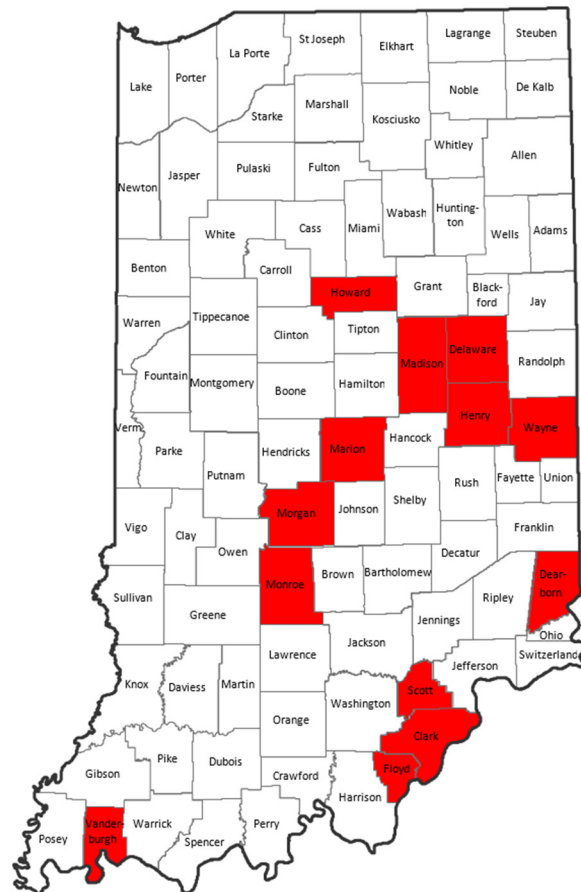 St Joseph
Elkhart
Lagrange
Steuben
La Porte
Lake
Porter
Noble
De Kalb
Starke
Marshall
Kosciusko
Whitley
Allen
Newton
Jasper
Pulaski
Fulton
Wabash
Hunting-
ton
Miami
Cass
White
Wells
Adams
Benton
Carroll
Howard
Grant
Black-
ford
Jay
Tippecanoe
Warren
Clinton
Tipton
Madison
Delaware
Randolph
Fountain
Montgomery
Boone
Hamilton
Henry
Wayne
Verm.
Parke
Hendricks
Marion
Hancock
Putnam
Rush
Fayette
Union
Morgan
Johnson
Shelby
Vigo
Clay
Owen
Franklin
Decatur
Sullivan
Monroe
Brown
Bartholomew
Dear-
born
Ripley
Greene
Jennings
Ohio
Jackson
Lawrence
Switzerland
Jefferson
Knox
Daviess
Martin
Scott
Washington
Orange
Clark
Pike
Dubois
Gibson
Crawford
Floyd
Harrison
Posey
Vander-
burgh
Warrick
Spencer
Perry